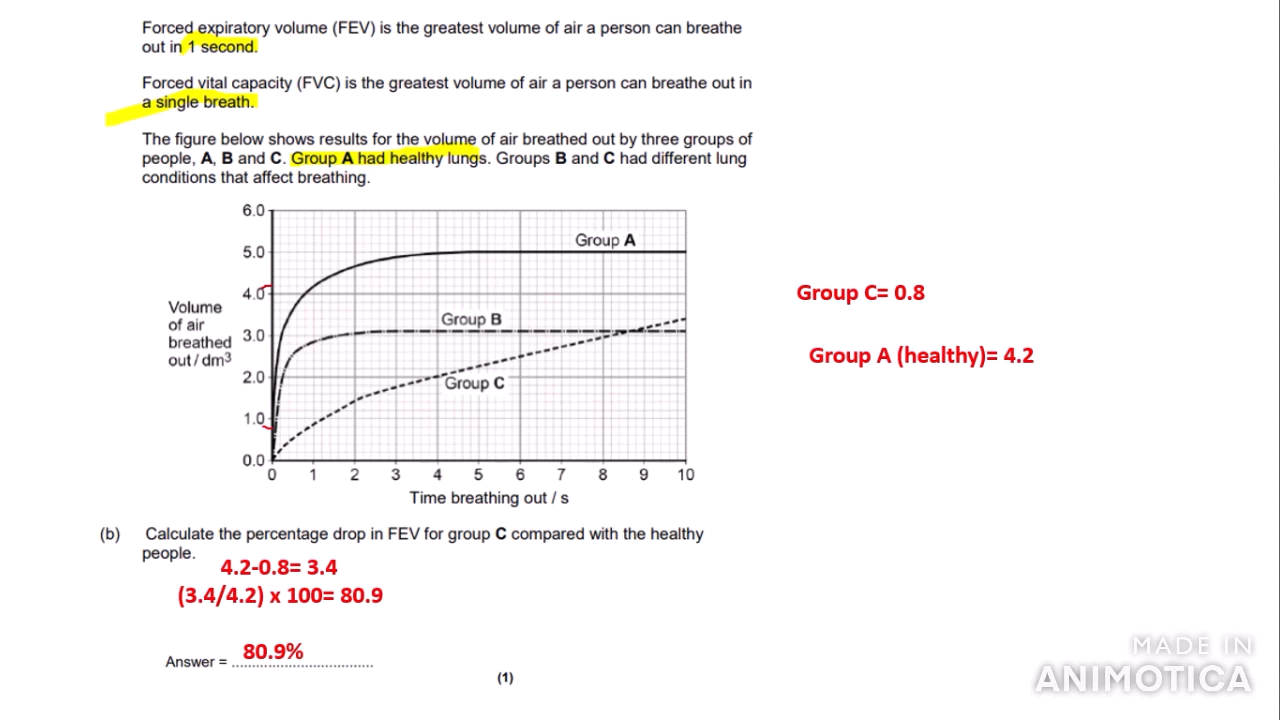 Forced expiratory volume (FEV) is the greatest volume of air a person can breathe
out in 1 second.
Forced vital capacity (FVC) is the greatest volume of air a person can breathe out in
a single breath.
The figure below shows results for the volume of air breathed out by three groups of
people, A, B and C. Group A had healthy lungs. Groups B and C had different lung
conditions that affect breathing.
6.0
5.0
4.0
3.0
2.0
1.0
0.0
Volume
of air
breathed
out / dm³
Group A
Group B
Group C
0 1 2 3 4 5 6 7 8 9 10
Time breathing out / s
Group C= 0.8
Group A (healthy)= 4.2
(b) Calculate the percentage drop in FEV for group C compared with the healthy
people.
4.2-0.8= 3.4
(3.4/4.2) x 100= 80.9
Answer = 80.9%
(1)
MADE IN
ANIMOTICA